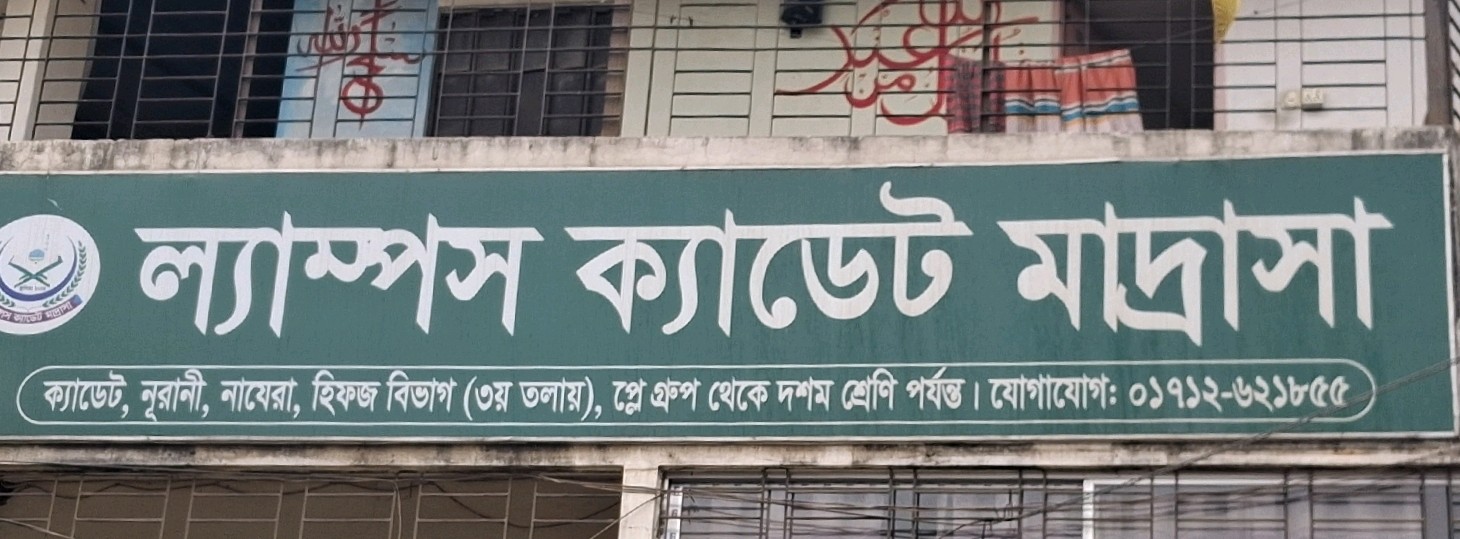 ল্যাম্পস ক্যাডেট মাদ্রাসা
ক্যাডেট, নূরানী, নাযেরা, হিফজ বিভাগ (৩য় তলায়), প্লে গ্রুপ থেকে দশম শ্রেণি পর্যন্ত। যোগাযোগ: ০১৭১২-৬২১৮৫৫